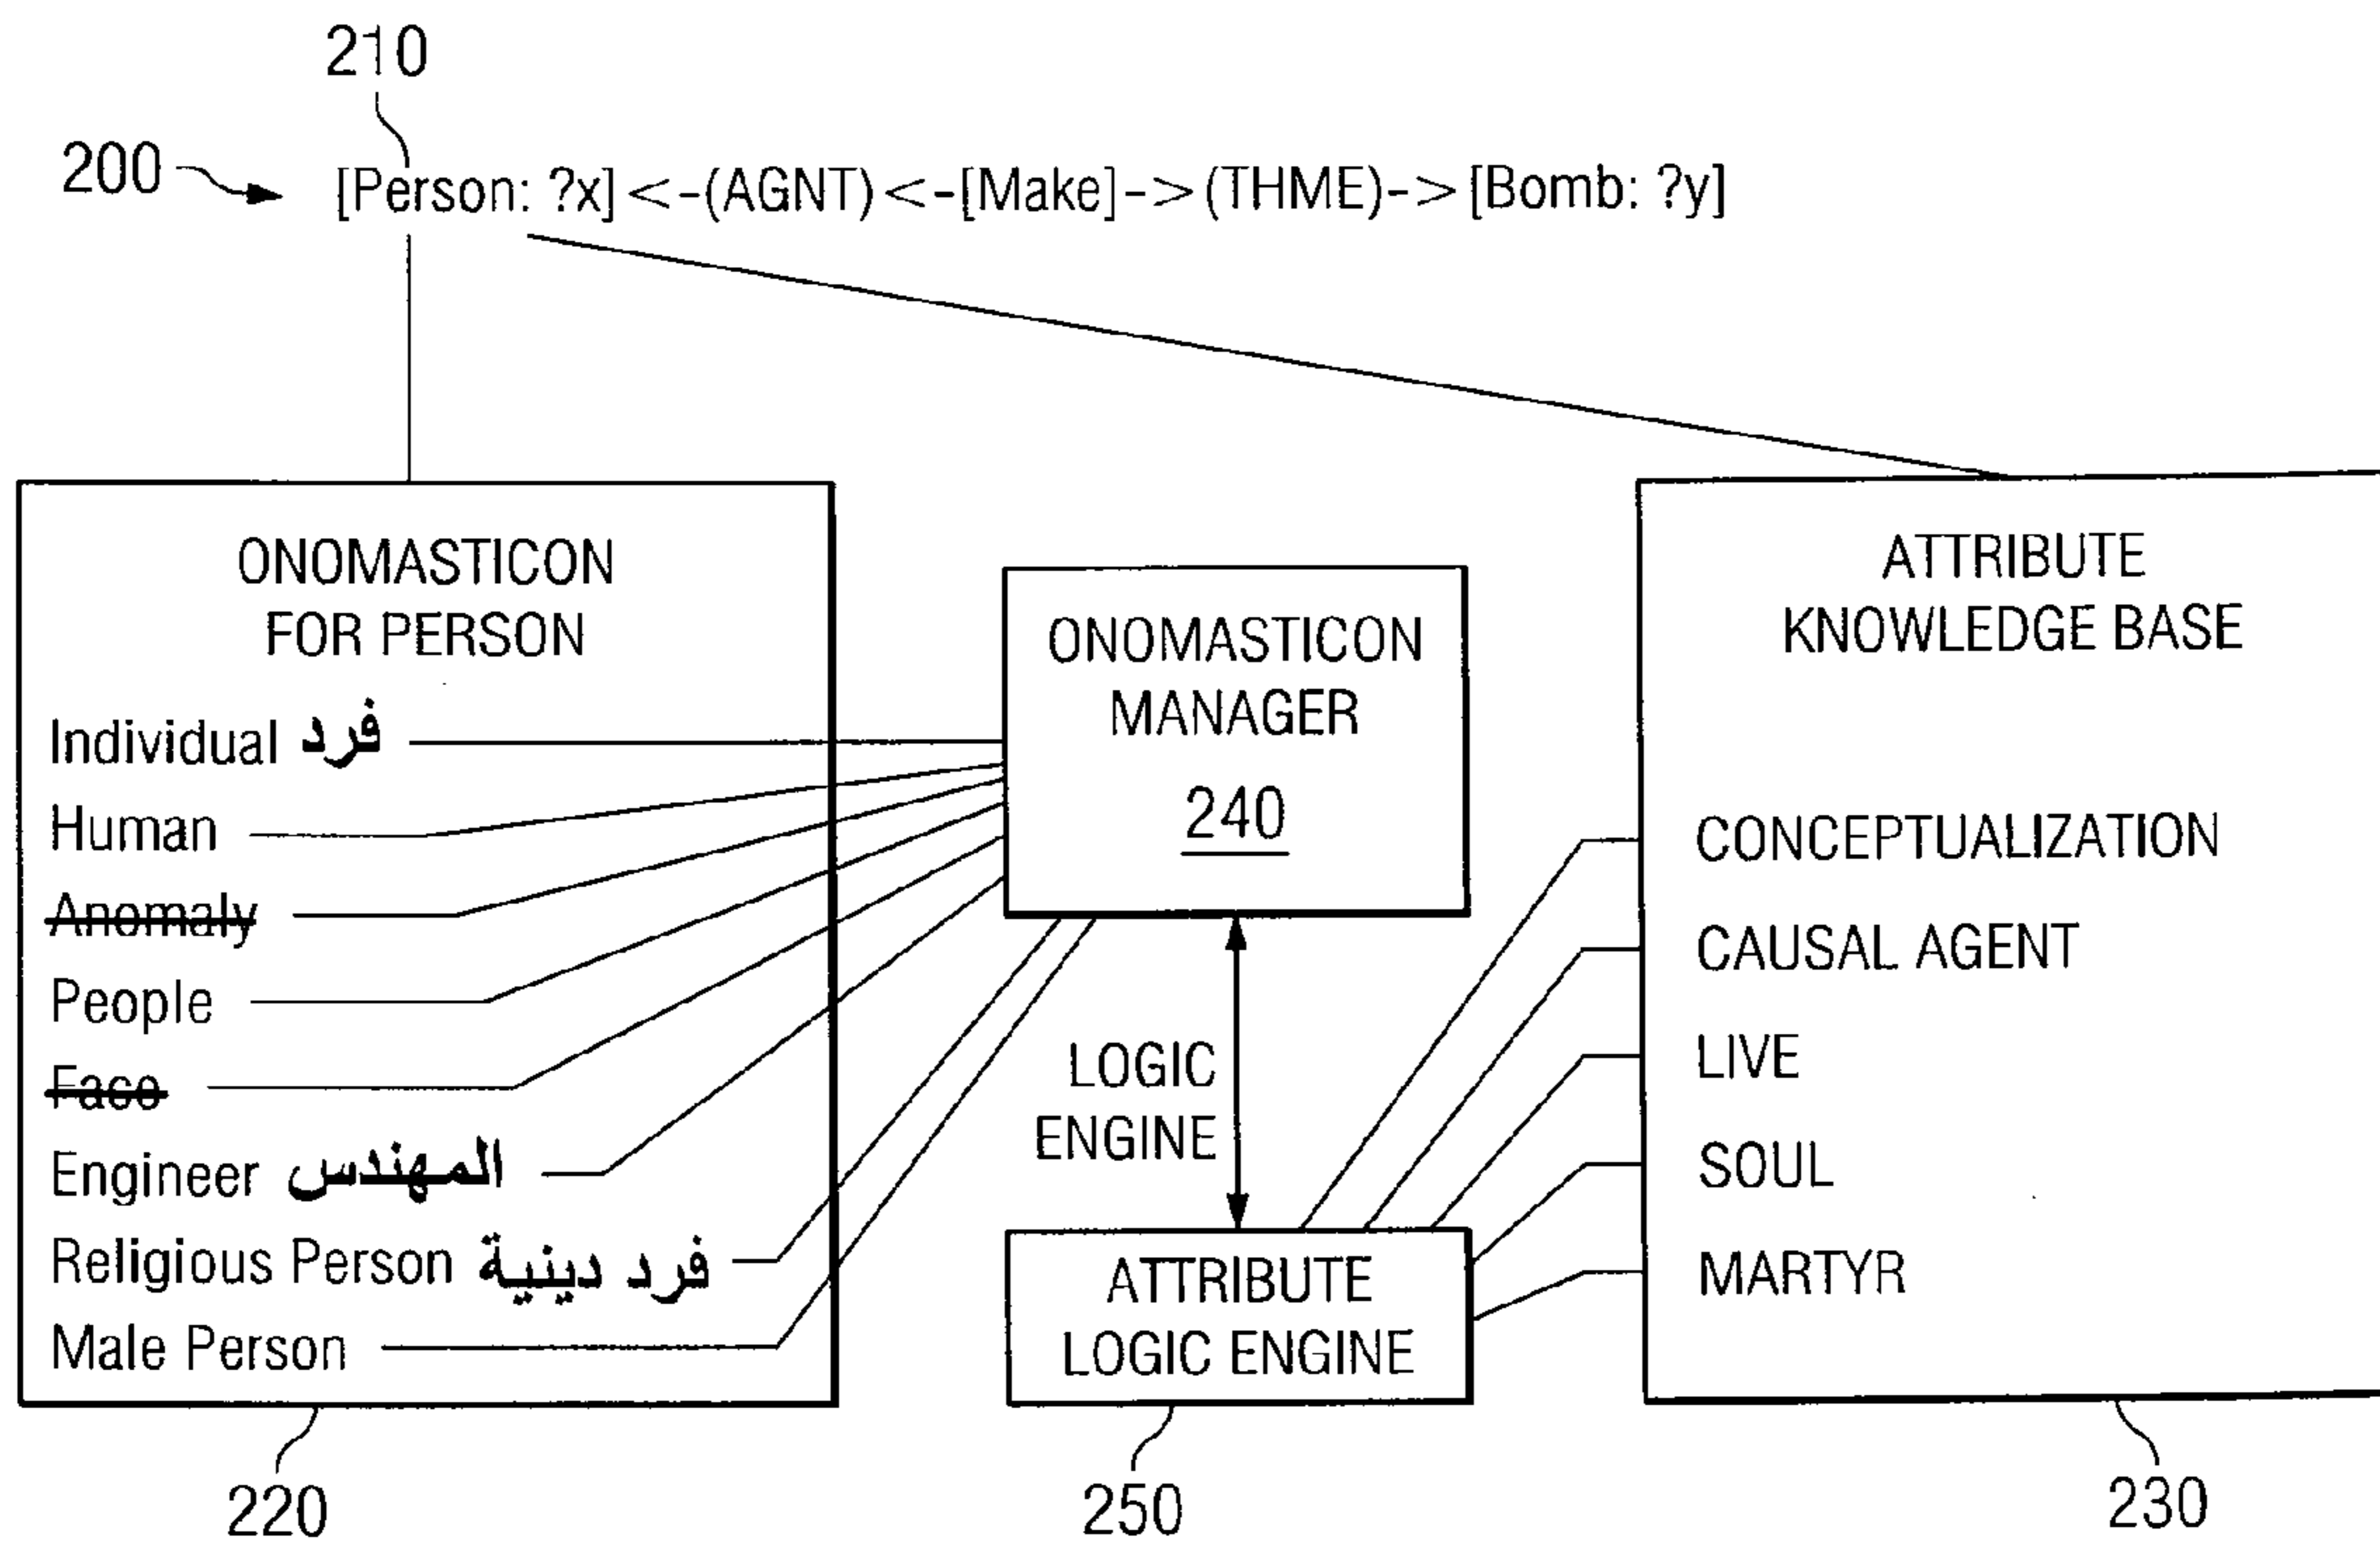 210
200
[Person: ?x]<-(AGNT)<-[Make]->(THME)->[Bomb: ?y]
ONOMASTICON
FOR PERSON
Individual فرد
Human
Anomaly
People
Face
Engineer المهندس
Religious Person فرد دينية
Male Person
220
ONOMASTICON
MANAGER
240
LOGIC
ENGINE
ATTRIBUTE
LOGIC ENGINE
250
ATTRIBUTE
KNOWLEDGE BASE
CONCEPTUALIZATION
CAUSAL AGENT
LIVE
SOUL
MARTYR
230